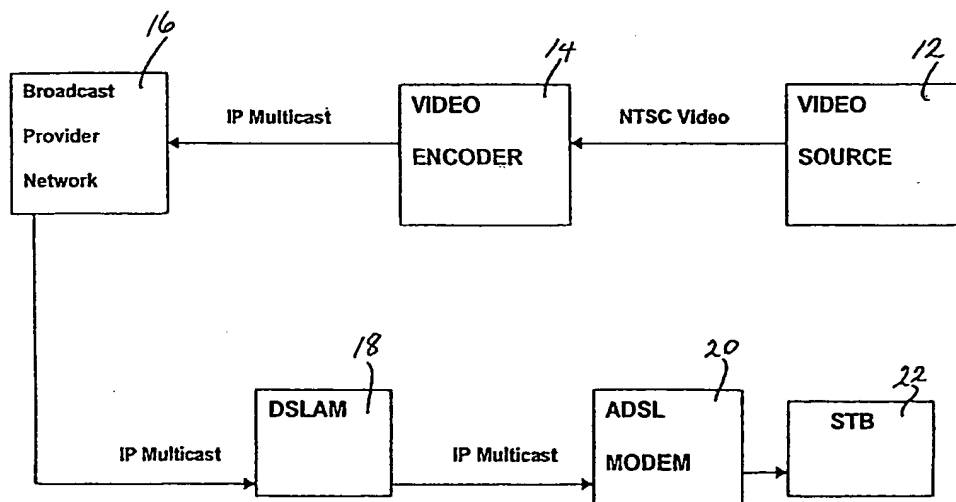 16
14
12
Broadcast
Provider
Network
IP Multicast
VIDEO
ENCODER
NTSC Video
VIDEO
SOURCE
18
20
22
DSLAM
ADSL
MODEM
STB
IP Multicast
IP Multicast